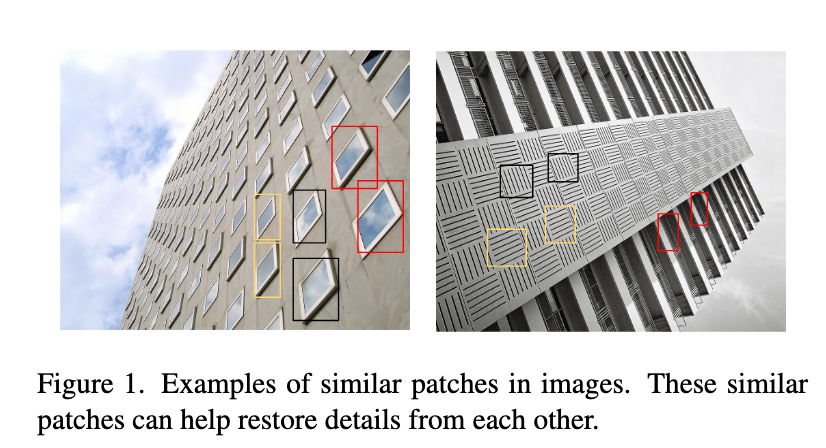 Figure 1. Examples of similar patches in images. These similar
patches can help restore details from each other.